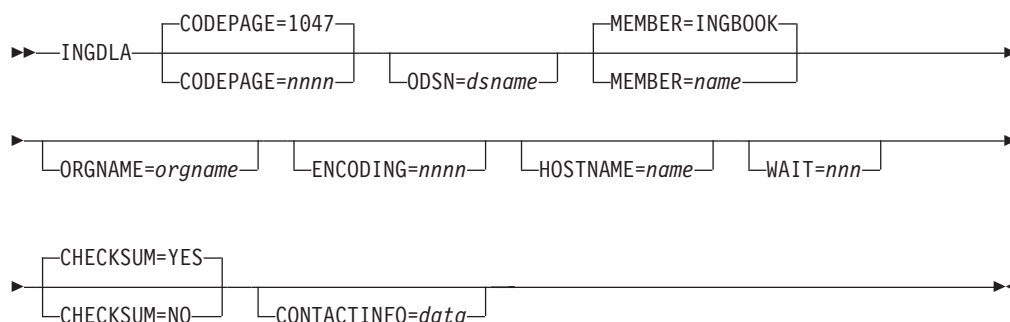 CODEPAGE=1047 MEMBER=INGBOOK
INGDLA
CODEPAGE=nnnn ODSN=dsname MEMBER=name
ORGNAME=orgname ENCODING=nnnn HOSTNAME=name WAIT=nnn
CHECKSUM=YES
CHECKSUM=NO CONTACTINFO=data